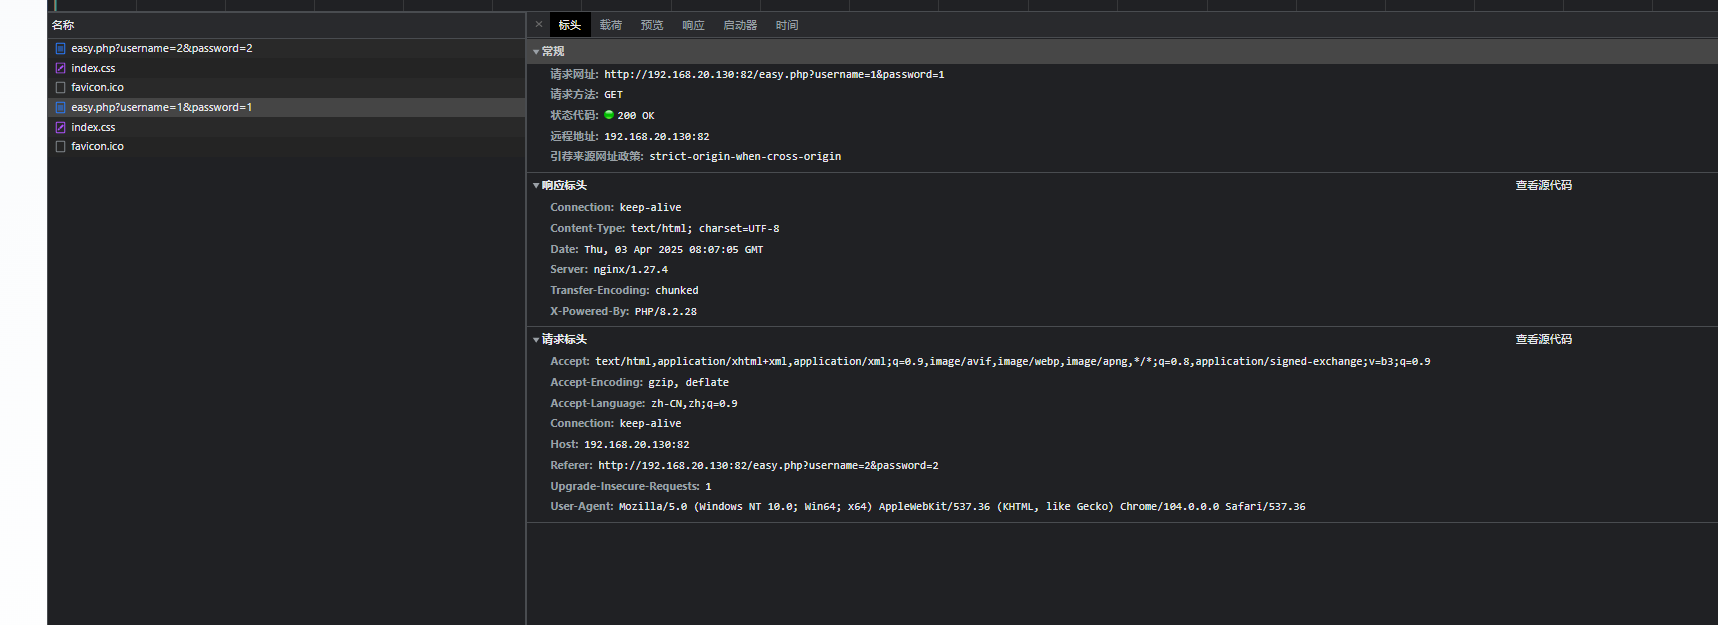 名称
easy.php?username=2&password=2
index.css
favicon.ico
easy.php?username=1&password=1
index.css
favicon.ico
× 标头 载荷 预览 响应 启动器 时间
常规
请求网址: http://192.168.20.130:82/easy.php?username=1&password=1
请求方法: GET
状态代码: 200 OK
远程地址: 192.168.20.130:82
引荐来源网址政策: strict-origin-when-cross-origin
响应标头 查看源代码
Connection: keep-alive
Content-Type: text/html; charset=UTF-8
Date: Thu, 03 Apr 2025 08:07:05 GMT
Server: nginx/1.27.4
Transfer-Encoding: chunked
X-Powered-By: PHP/8.2.28
请求标头 查看源代码
Accept: text/html,application/xhtml+xml,application/xml;q=0.9,image/avif,image/webp,image/apng,*/*;q=0.8,application/signed-exchange;v=b3;q=0.9
Accept-Encoding: gzip, deflate
Accept-Language: zh-CN,zh;q=0.9
Connection: keep-alive
Host: 192.168.20.130:82
Referer: http://192.168.20.130:82/easy.php?username=2&password=2
Upgrade-Insecure-Requests: 1
User-Agent: Mozilla/5.0 (Windows NT 10.0; Win64; x64) AppleWebKit/537.36 (KHTML, like Gecko) Chrome/104.0.0.0 Safari/537.36